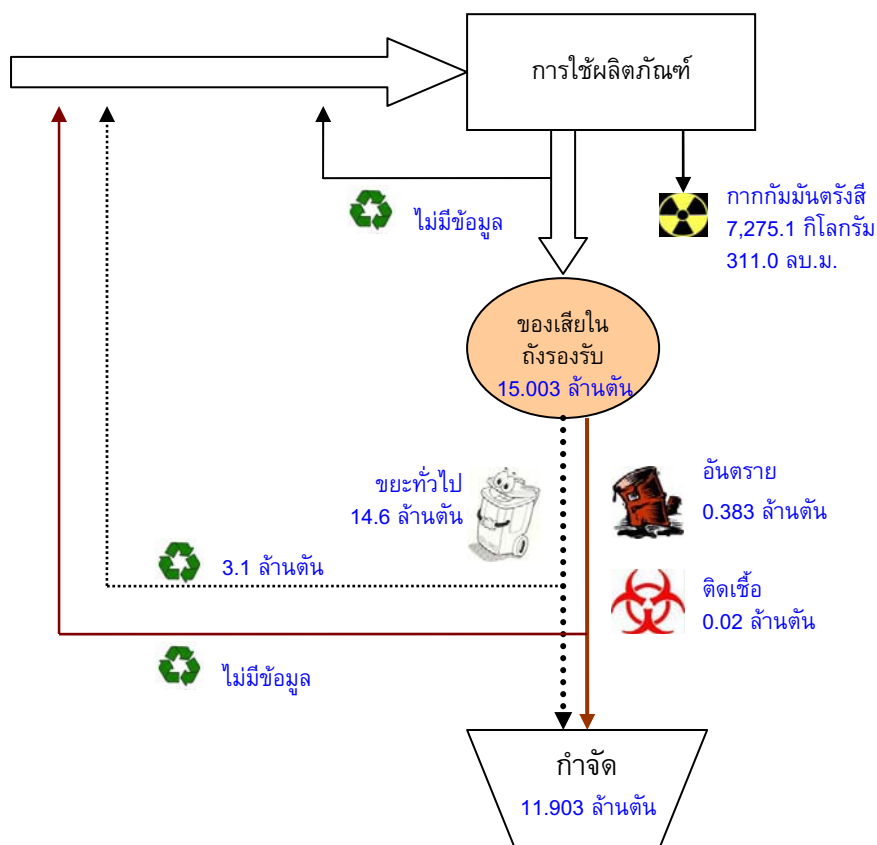 การใช้ผลิตภัณฑ์
กากกัมมันตรังสี
7,275.1 กิโลกรัม
311.0 ลบ.ม.
ไม่มีข้อมูล
ของเสียใน
ถังรองรับ
15.003 ล้านตัน
ขยะทั่วไป
14.6 ล้านตัน
อันตราย
0.383 ล้านตัน
3.1 ล้านตัน
ติดเชื้อ
0.02 ล้านตัน
ไม่มีข้อมูล
กำจัด
11.903 ล้านตัน